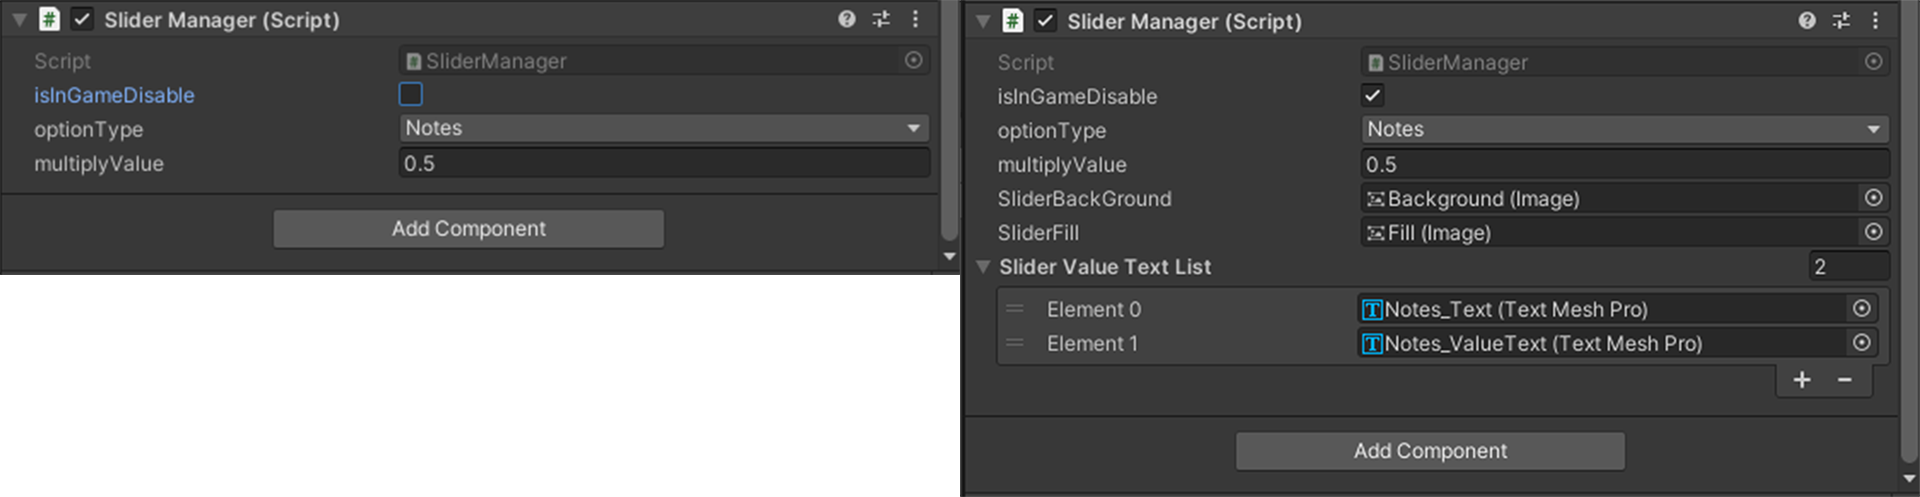 Slider Manager (Script)
Script
SliderManager
isInGameDisable
optionType
Notes
multiplyValue
0.5
Add Component
Slider Manager (Script)
Script
SliderManager
isInGameDisable
optionType
Notes
multiplyValue
0.5
SliderBackGround
Background (Image)
SliderFill
Fill (Image)
Slider Value Text List
2
Element 0
Notes_Text (Text Mesh Pro)
Element 1
Notes_ValueText (Text Mesh Pro)
Add Component